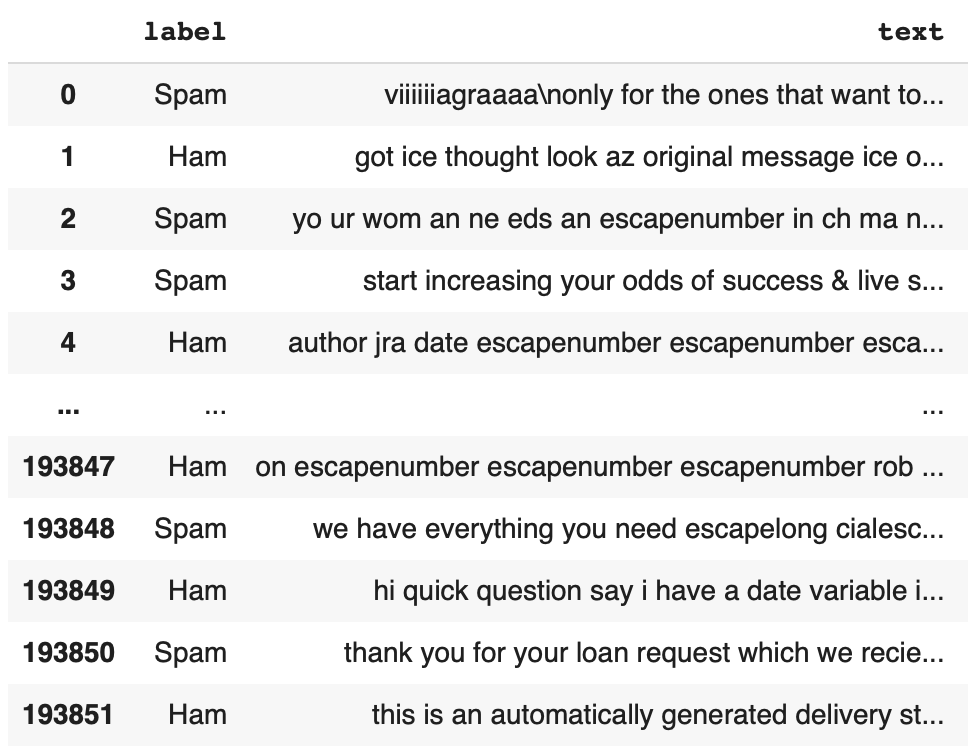 label text
0 Spam viiiiiiagraaaa\nonly for the ones that want to...
1 Ham got ice thought look az original message ice o...
2 Spam yo ur wom an ne eds an escapenumber in ch ma n...
3 Spam start increasing your odds of success & live s...
4 Ham author jra date escapenumber escapenumber esca...
... ... ...
193847 Ham on escapenumber escapenumber escapenumber rob ...
193848 Spam we have everything you need escapelong cialesc...
193849 Ham hi quick question say i have a date variable i...
193850 Spam thank you for your loan request which we recie...
193851 Ham this is an automatically generated delivery st...